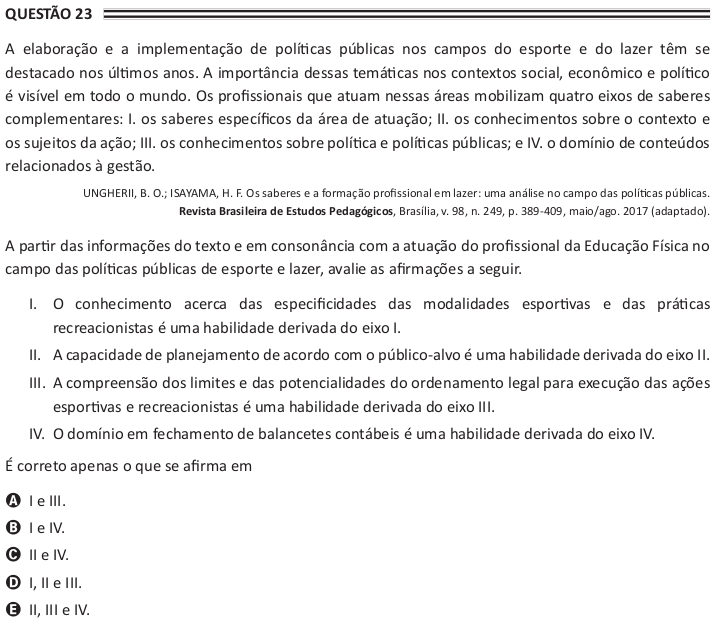 QUESTÃO 23
A elaboração e a implementação de políticas públicas nos campos do esporte e do lazer têm se
destacado nos últimos anos. A importância dessas temáticas nos contextos social, econômico e político
é visível em todo o mundo. Os profissionais que atuam nessas áreas mobilizam quatro eixos de saberes
complementares: I. os saberes específicos da área de atuação; II. os conhecimentos sobre o contexto e
os sujeitos da ação; III. os conhecimentos sobre política e políticas públicas; e IV. o domínio de conteúdos
relacionados à gestão.
UNGHERII, B. O.; ISAYAMA, H. F. Os saberes e a formação profissional em lazer: uma análise no campo das políticas públicas.
Revista Brasileira de Estudos Pedagógicos, Brasília, v. 98, n. 249, p. 389-409, maio/ago. 2017 (adaptado).
A partir das informações do texto e em consonância com a atuação do profissional da Educação Física no
campo das políticas públicas de esporte e lazer, avalie as afirmações a seguir.
I. O conhecimento acerca das especificidades das modalidades esportivas e das práticas
recreacionistas é uma habilidade derivada do eixo I.
II. A capacidade de planejamento de acordo com o público-alvo é uma habilidade derivada do eixo II.
III. A compreensão dos limites e das potencialidades do ordenamento legal para execução das ações
esportivas e recreacionistas é uma habilidade derivada do eixo III.
IV. O domínio em fechamento de balancetes contábeis é uma habilidade derivada do eixo IV.
É correto apenas o que se afirma em
A I e III.
B I e IV.
C II e IV.
D I, II e III.
E II, III e IV.